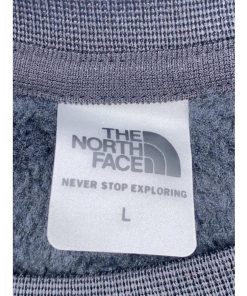 THE
NORTH
FACE
NEVER STOP EXPLORING
L